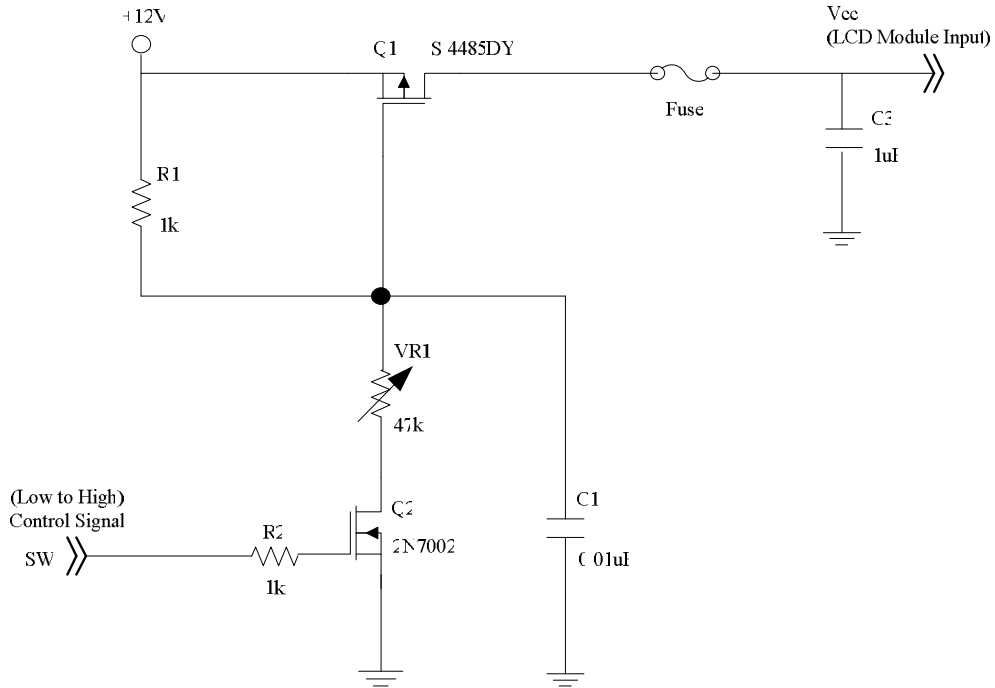 +12V
Vcc
(LCD Module Input)
Q1
S 4485DY
Fuse
C3
1uF
R1
1k
VR1
47k
(Low to High)
Control Signal
SW
R2
1k
Q2
2N7002
C1
0.01uF